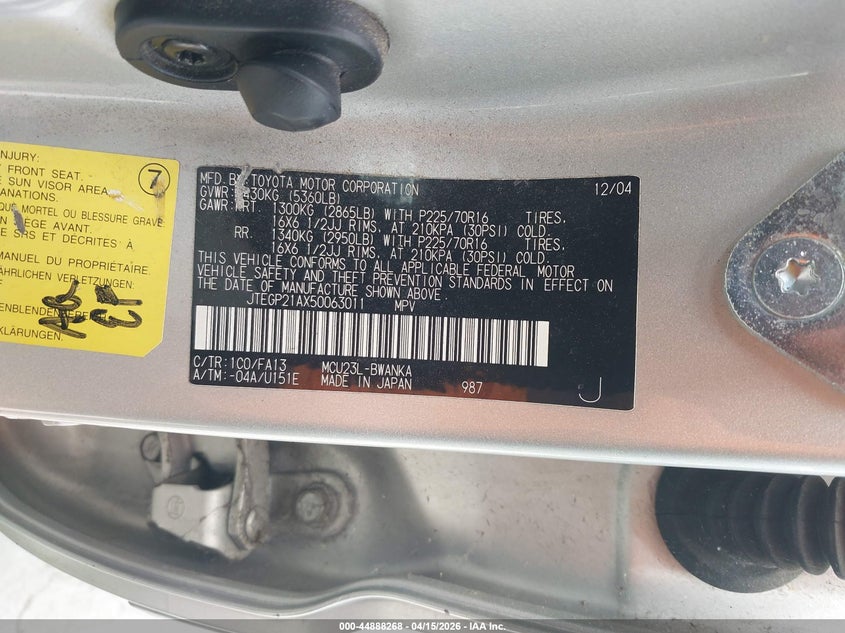 NJURY:
FRONT SEAT.
SUN VISOR AREA
ANATIONS.
7
QUE MORTEL OU BLESSURE GRAVE
SIEGE AVANT.
E SRS ET DÉCRITES À
MANUEL DU PROPRIÉTAIRE.
FÄHRLICHEN VERLETZUNGEN
ENBLENDENBEREI
KLÄRUNGEN.
MFD. BY: TOYOTA MOTOR CORPORATION 12/04
GVWR: 2430KG (5360LB)
GAWR: FRT. 1300KG (2865LB) WITH P225/70R16 TIRES,
16X6 1/2JJ RIMS, AT 210KPA (30PSI) COLD.
RR. 1340KG (2950LB) WITH P225/70R16 TIRES,
16X6 1/2JJ RIMS, AT 210KPA (30PSI) COLD.
THIS VEHICLE CONFORMS TO ALL APPLICABLE FEDERAL MOTOR
VEHICLE SAFETY AND THEFT PREVENTION STANDARDS IN EFFECT ON
THE DATE OF MANUFACTURE SHOWN ABOVE.
JTEGP21AX50063011 MPV
C/TR: 1C0/FA13 MCU23L-BWANKA
A/TM: -04A/U151E MADE IN JAPAN 987
J
000-44888268 - 04/15/2026 - IAA Inc.